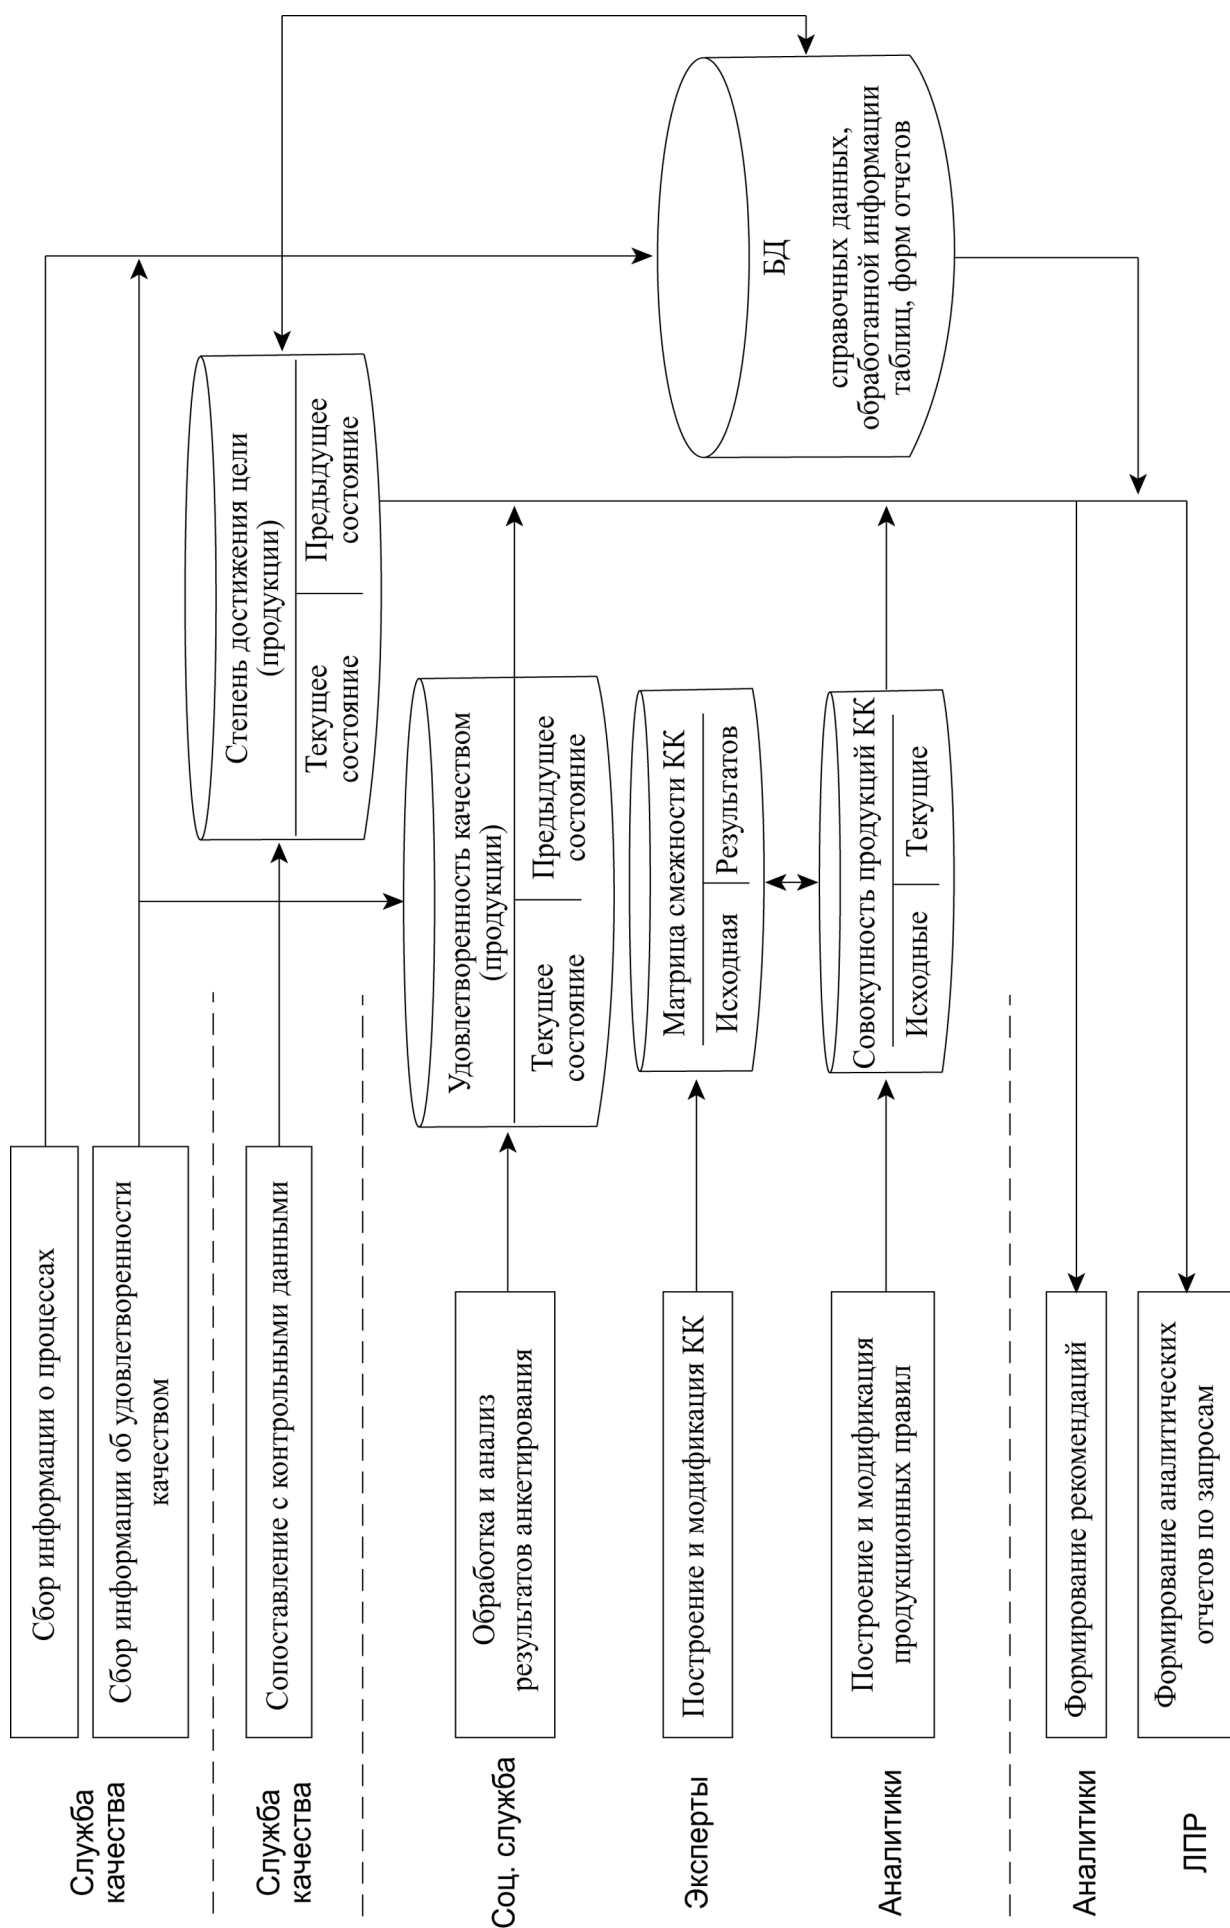 Служба
качества
Сбор информации о процессах
Сбор информации об удовлетворенности
качеством
Служба
качества
Сопоставление с контрольными данными
Степень достижения цели
(продукции)
Текущее
состояние
Предыдущее
состояние
Соц. служба
Обработка и анализ
результатов анкетирования
Удовлетворенность качеством
(продукции)
Текущее
состояние
Предыдущее
состояние
Эксперты
Построение и модификация КК
Матрица смежности КК
Исходная
Результатов
БД
справочных данных,
обработанной информации
таблиц, форм отчетов
Аналитики
Построение и модификация
продукционных правил
Совокупность продукций КК
Исходные
Текущие
Аналитики
Формирование рекомендаций
ЛПР
Формирование аналитических
отчетов по запросам